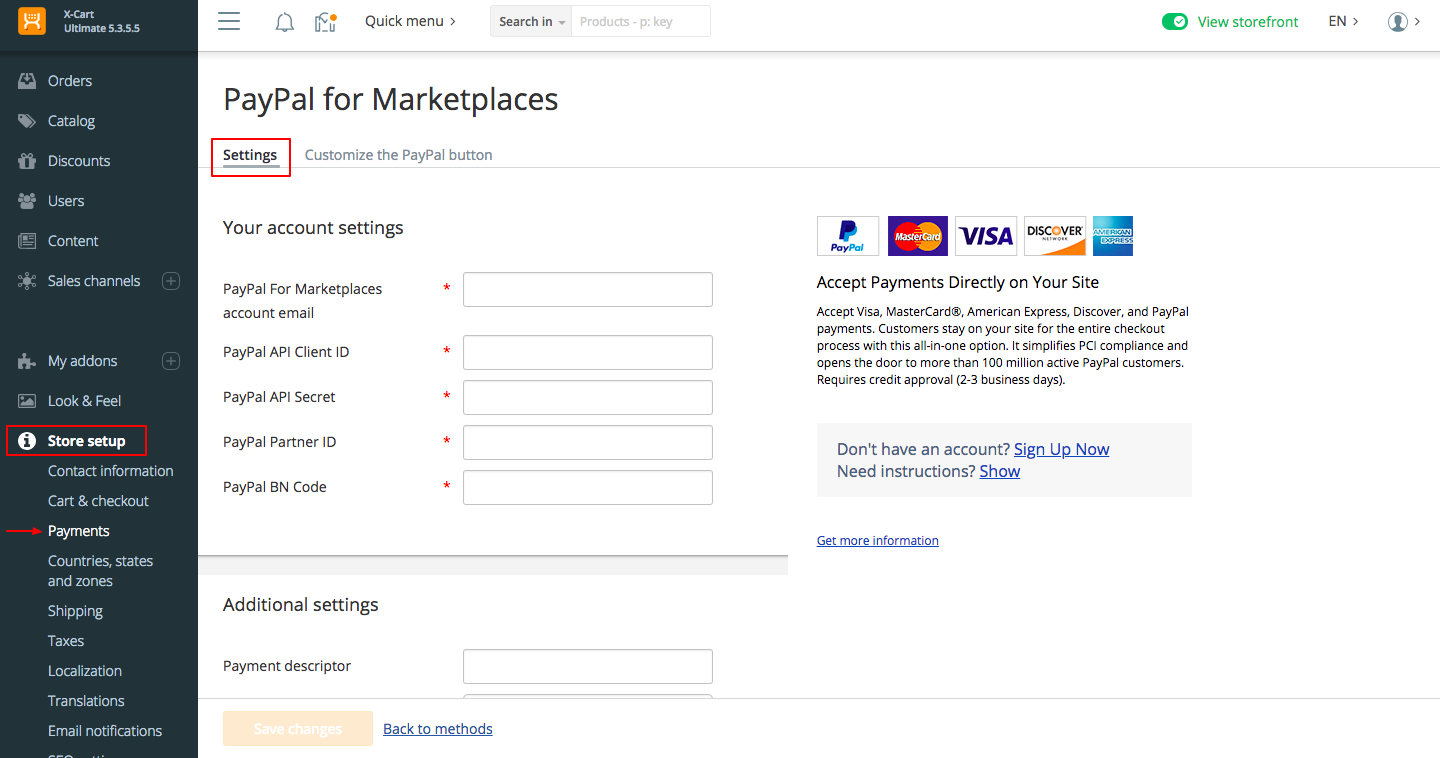 X-Cart
Ultimate 5.3.5.5
Quick menu
Search in
Products - p: key
View storefront
EN
Orders
Catalog
Discounts
Users
Content
Sales channels
My addons
Look & Feel
Store setup
Contact information
Cart & checkout
Payments
Countries, states
and zones
Shipping
Taxes
Localization
Translations
Email notifications
PayPal for Marketplaces
Settings
Customize the PayPal button
Your account settings
PayPal For Marketplaces *
account email
PayPal API Client ID *
PayPal API Secret *
PayPal Partner ID *
PayPal BN Code *
Additional settings
Payment descriptor
Save changes
Back to methods
PayPal
MasterCard
VISA
DISCOVER
NETWORK
AMERICAN
EXPRESS
Accept Payments Directly on Your Site
Accept Visa, MasterCard®, American Express, Discover, and PayPal
payments. Customers stay on your site for the entire checkout
process with this all-in-one option. It simplifies PCI compliance and
opens the door to more than 100 million active PayPal customers.
Requires credit approval (2-3 business days).
Don't have an account? Sign Up Now
Need instructions? Show
Get more information